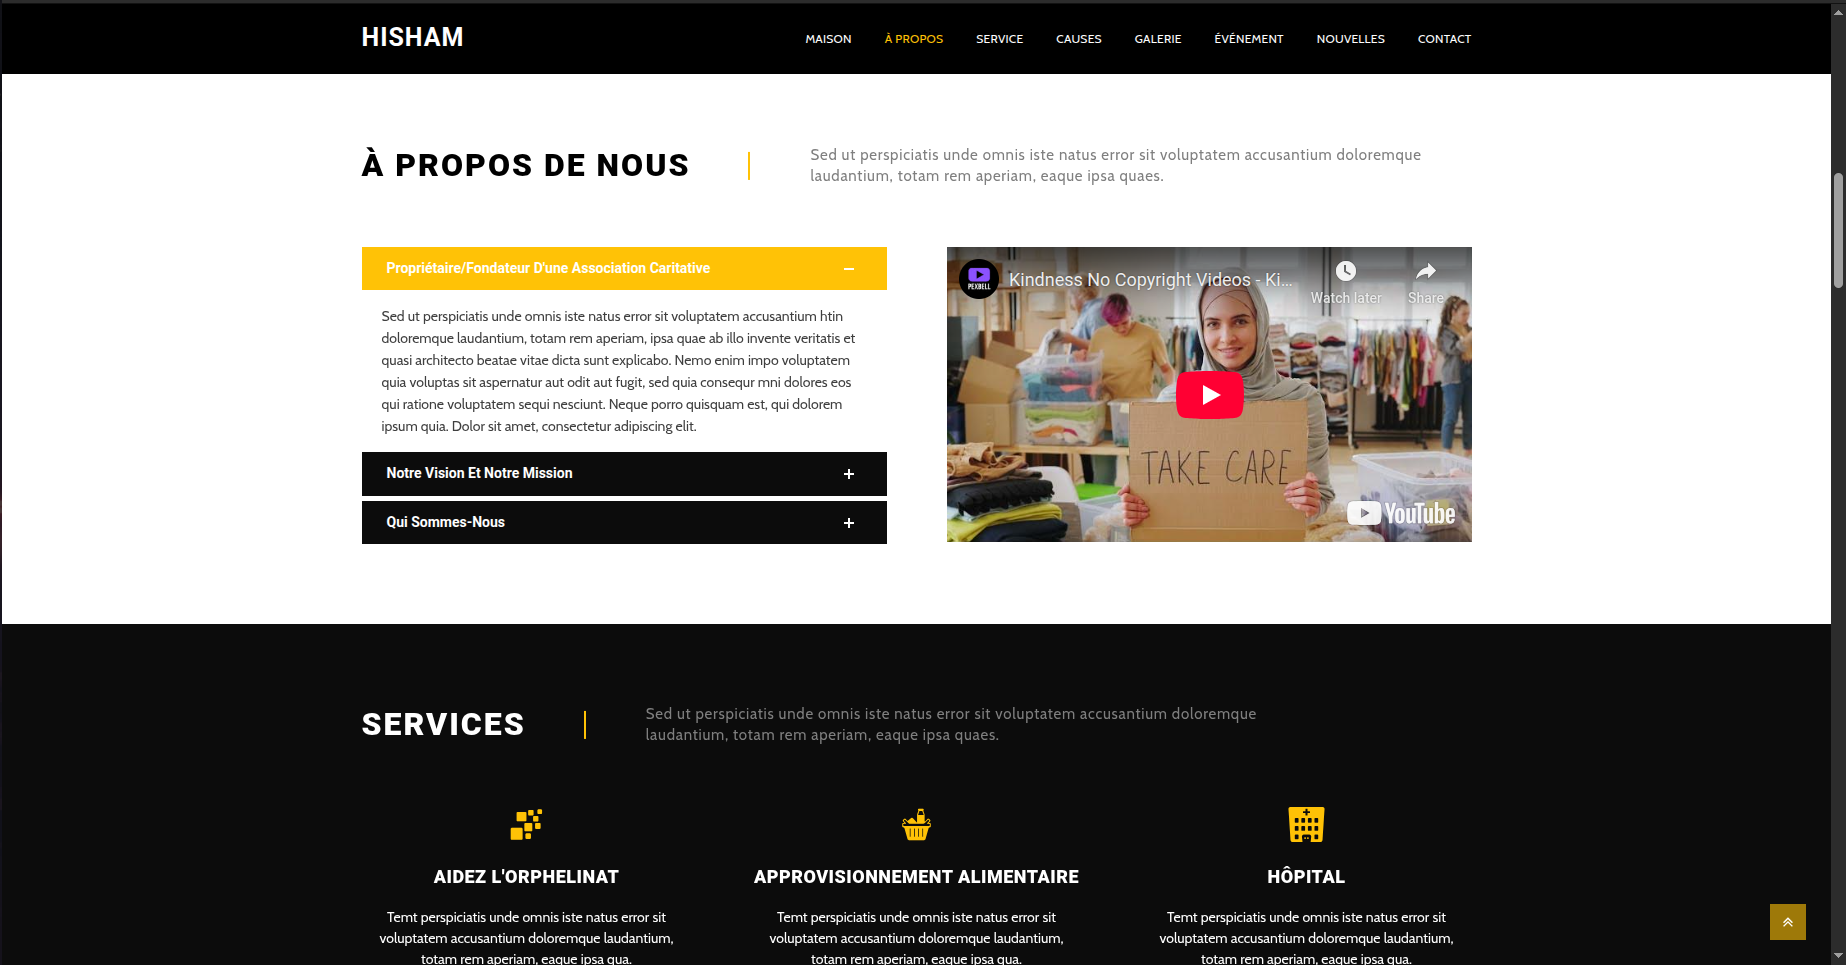 HISHAM
MAISON
À PROPOS
SERVICE
CAUSES
GALERIE
ÉVÉNEMENT
NOUVELLES
CONTACT
À PROPOS DE NOUS
Sed ut perspiciatis unde omnis iste natus error sit voluptatem accusantium doloremque
laudantium, totam rem aperiam, eaque ipsa quaes.
Propriétaire/Fondateur D'une Association Caritative
Sed ut perspiciatis unde omnis iste natus error sit voluptatem accusantium htin
doloremque laudantium, totam rem aperiam, ipsa quae ab illo invente veritatis et
quasi architecto beatae vitae dicta sunt explicabo. Nemo enim impo voluptatem
quia voluptas sit aspernatur aut odit aut fugit, sed quia consequr mni dolores eos
qui ratione voluptatem sequi nesciunt. Neque porro quisquam est, qui dolorem
ipsum quia. Dolor sit amet, consectetur adipiscing elit.
Notre Vision Et Notre Mission
Qui Sommes-Nous
PEXBELL
Kindness No Copyright Videos - Ki...
Watch later
Share
TAKE CARE
YouTube
SERVICES
Sed ut perspiciatis unde omnis iste natus error sit voluptatem accusantium doloremque
laudantium, totam rem aperiam, eaque ipsa quaes.
AIDEZ L'ORPHELINAT
Temt perspiciatis unde omnis iste natus error sit
voluptatem accusantium doloremque laudantium,
totam rem aperiam, eaque ipsa qua.
APPROVISIONNEMENT ALIMENTAIRE
Temt perspiciatis unde omnis iste natus error sit
voluptatem accusantium doloremque laudantium,
totam rem aperiam, eaque ipsa qua.
HÔPITAL
Temt perspiciatis unde omnis iste natus error sit
voluptatem accusantium doloremque laudantium,
totam rem aperiam, eaque ipsa qua.